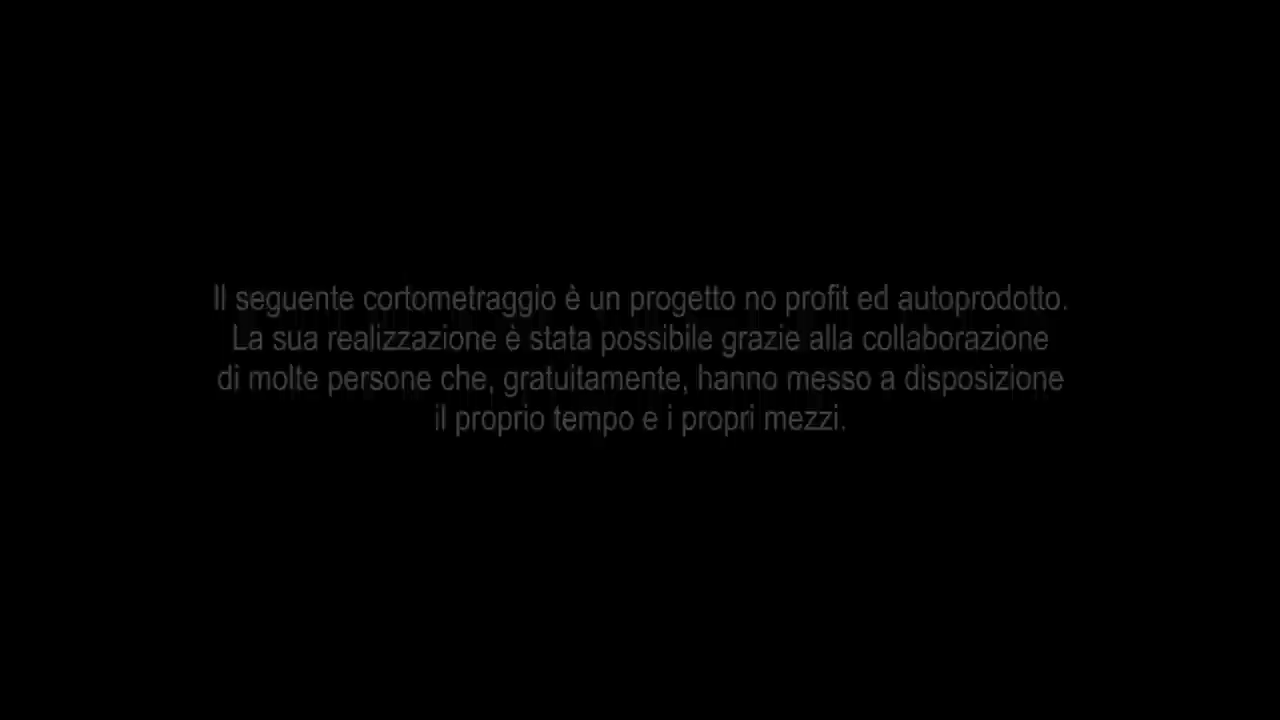 Il seguente cortometraggio è un progetto no profit ed autoprodotto.
La sua realizzazione è stata possibile grazie alla collaborazione
di molte persone che, gratuitamente, hanno messo a disposizione
il proprio tempo e i propri mezzi.